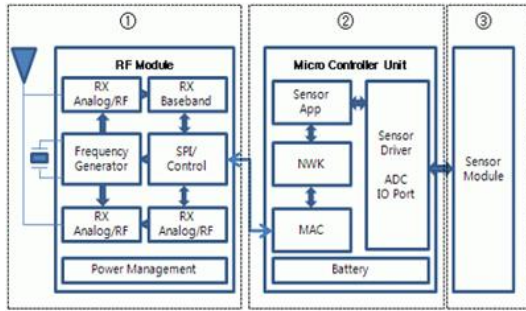 ①
②
③
RF Module
RX
Analog/RF
RX
Baseband
Frequency
Generator
SPI/
Control
RX
Analog/RF
RX
Analog/RF
Power Management
Micro Controller Unit
Sensor
App
NWK
MAC
Sensor
Driver
ADC
IO Port
Battery
Sensor
Module